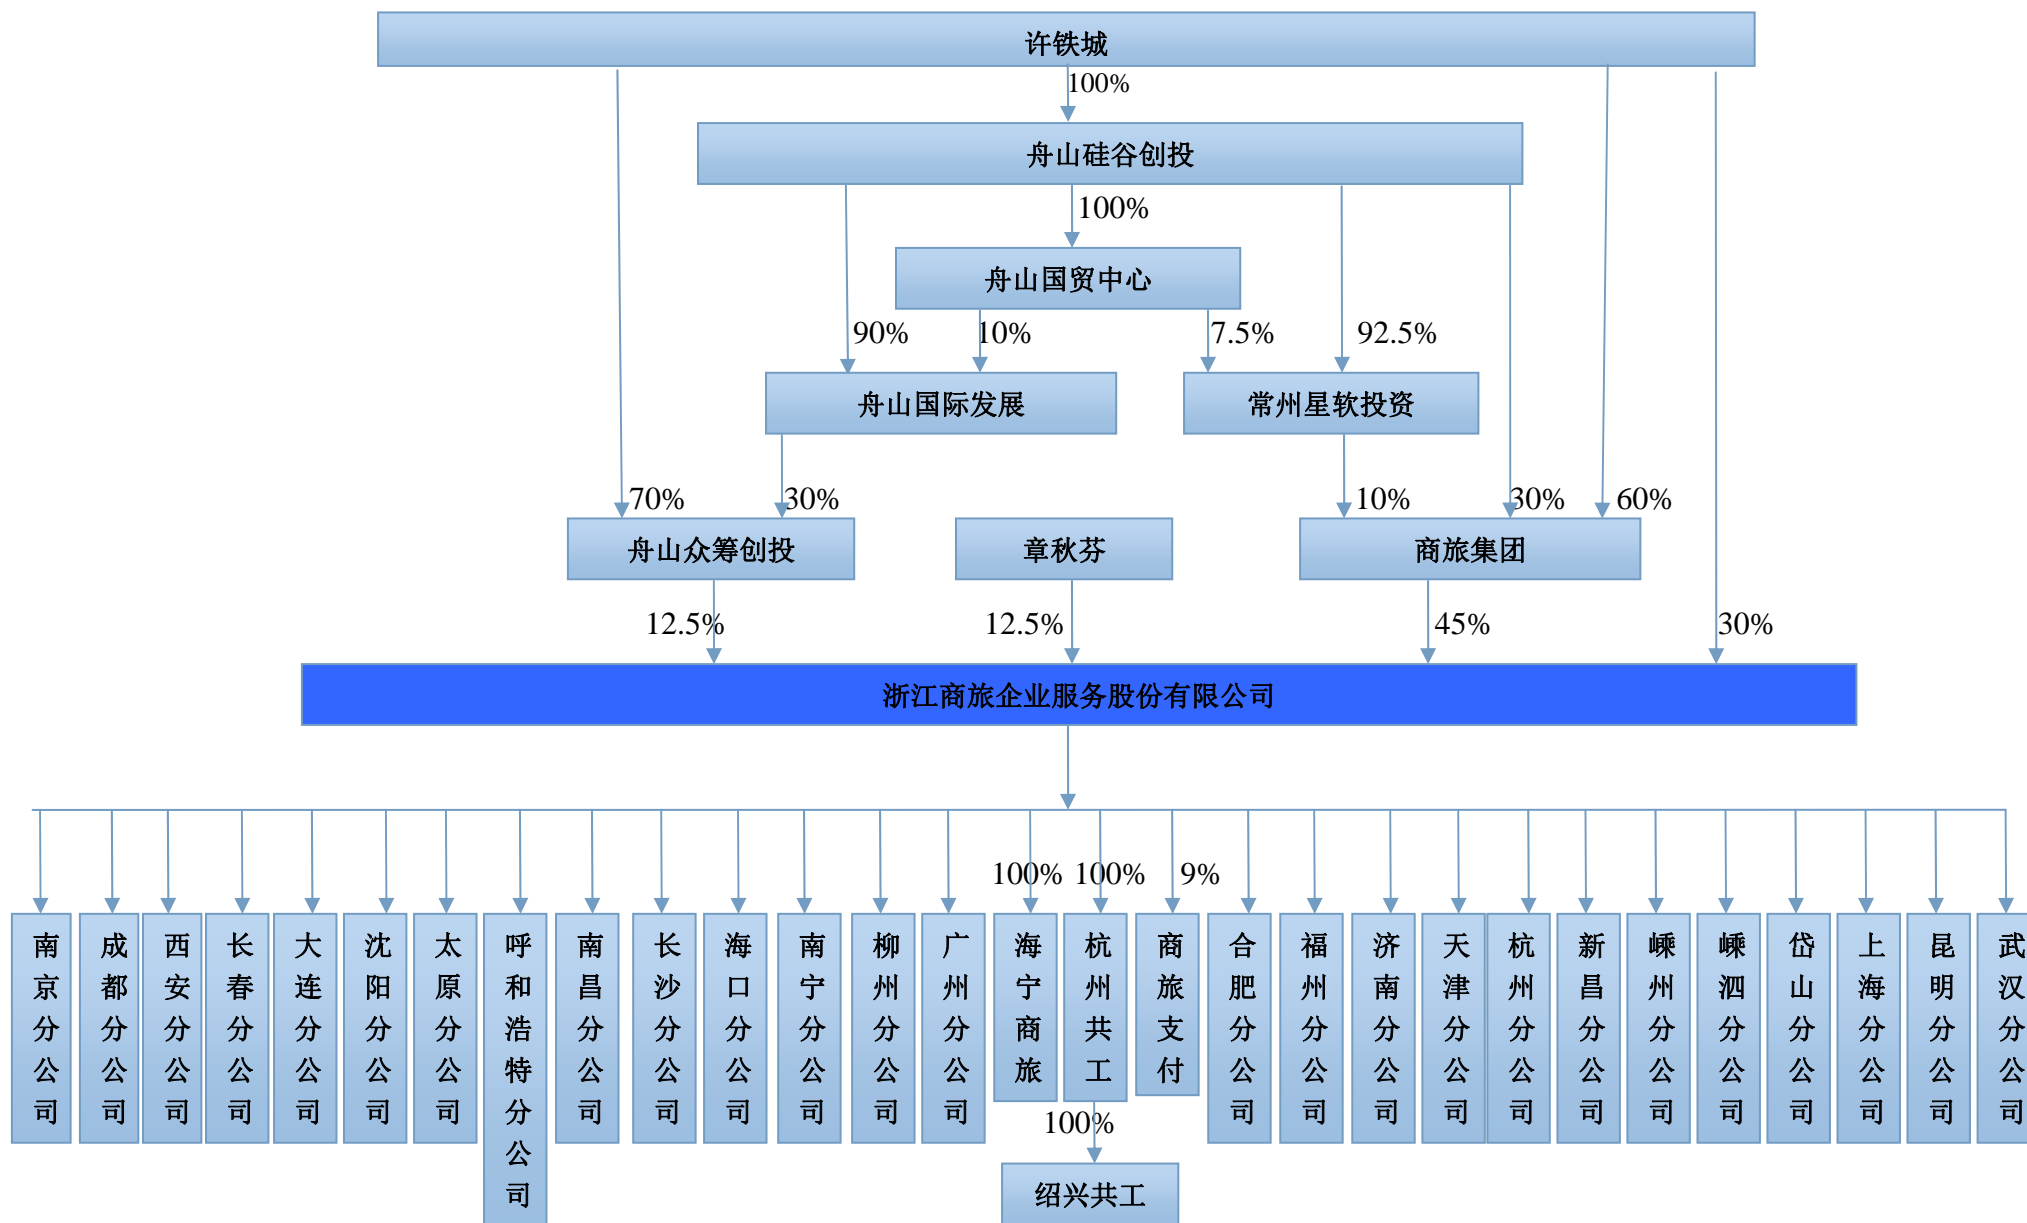 许铁城
100%
舟山硅谷创投
100%
舟山国贸中心
90%
10%
7.5%
92.5%
舟山国际发展
常州星软投资
70%
30%
10%
30%
60%
舟山众筹创投
章秋芬
商旅集团
12.5%
12.5%
45%
30%
浙江商旅企业服务股份有限公司
100%
100%
9%
南京分公司
成都分公司
西安分公司
长春分公司
大连分公司
沈阳分公司
太原分公司
呼和浩特分公司
南昌分公司
长沙分公司
海口分公司
南宁分公司
柳州分公司
广州分公司
海宁商旅
杭州共工
商旅支付
合肥分公司
福州分公司
济南分公司
天津分公司
杭州分公司
新昌分公司
嵊州分公司
嵊泗分公司
岱山分公司
上海分公司
昆明分公司
武汉分公司
100%
绍兴共工